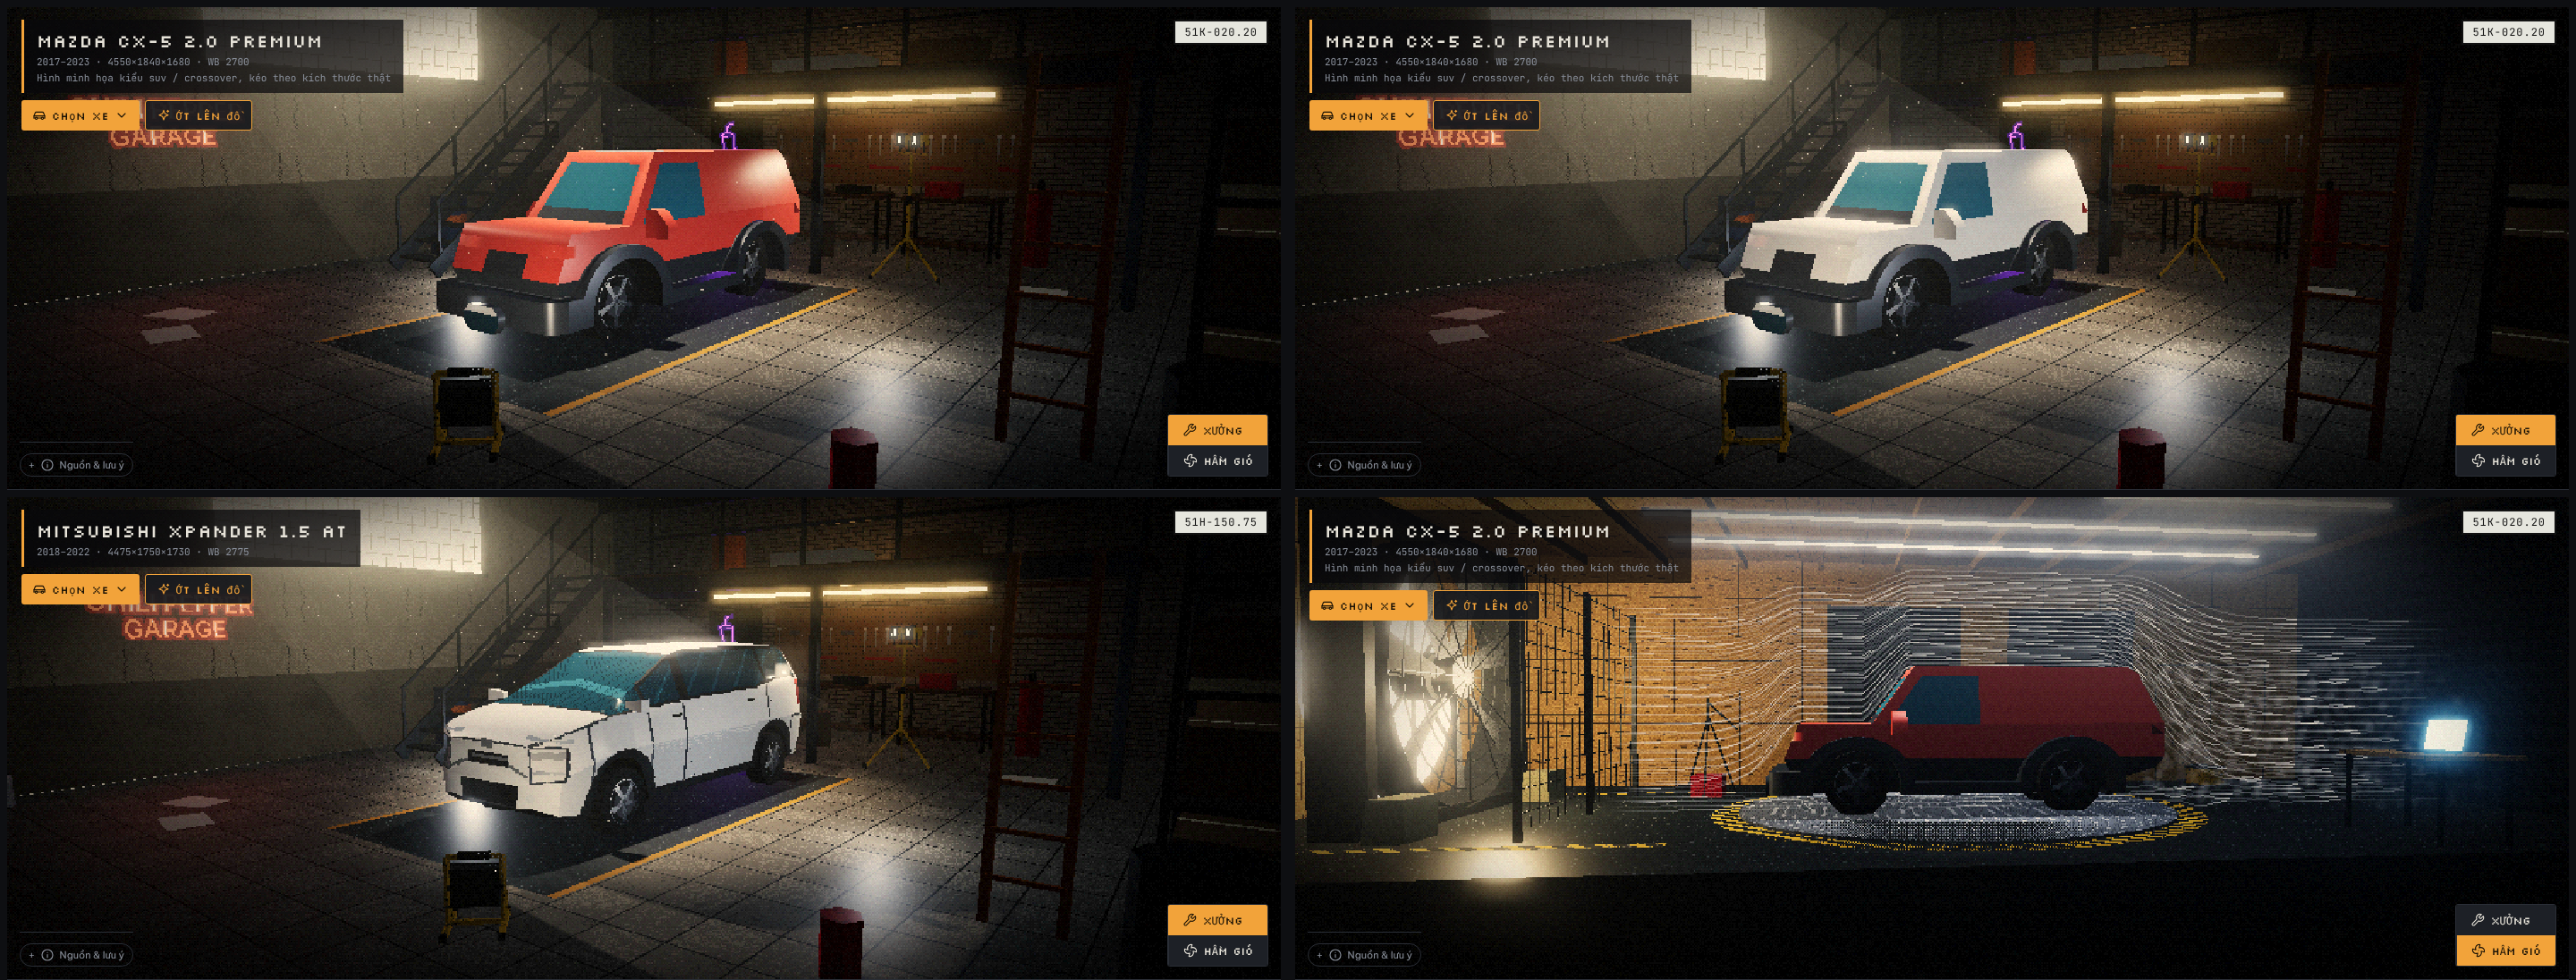 MAZDA CX-5 2.0 PREMIUM
2017-2023 · 4550×1840×1680 · WB 2700
Hình minh họa kiểu suv / crossover, kéo theo kích thước thật
CHỌN XE
ỚT LÊN ĐỒ
GARAGE
51K-020.20
XƯỞNG
HẦM GIÓ
+ Nguồn & lưu ý
MAZDA CX-5 2.0 PREMIUM
2017-2023 · 4550×1840×1680 · WB 2700
Hình minh họa kiểu suv / crossover, kéo theo kích thước thật
CHỌN XE
ỚT LÊN ĐỒ
GARAGE
51K-020.20
XƯỞNG
HẦM GIÓ
+ Nguồn & lưu ý
MITSUBISHI XPANDER 1.5 AT
2018-2022 · 4475×1750×1730 · WB 2775
CHỌN XE
ỚT LÊN ĐỒ
CHILI PEPPER
GARAGE
51H-150.75
XƯỞNG
HẦM GIÓ
+ Nguồn & lưu ý
MAZDA CX-5 2.0 PREMIUM
2017-2023 · 4550×1840×1680 · WB 2700
Hình minh họa kiểu suv / crossover, kéo theo kích thước thật
CHỌN XE
ỚT LÊN ĐỒ
51K-020.20
XƯỞNG
HẦM GIÓ
+ Nguồn & lưu ý